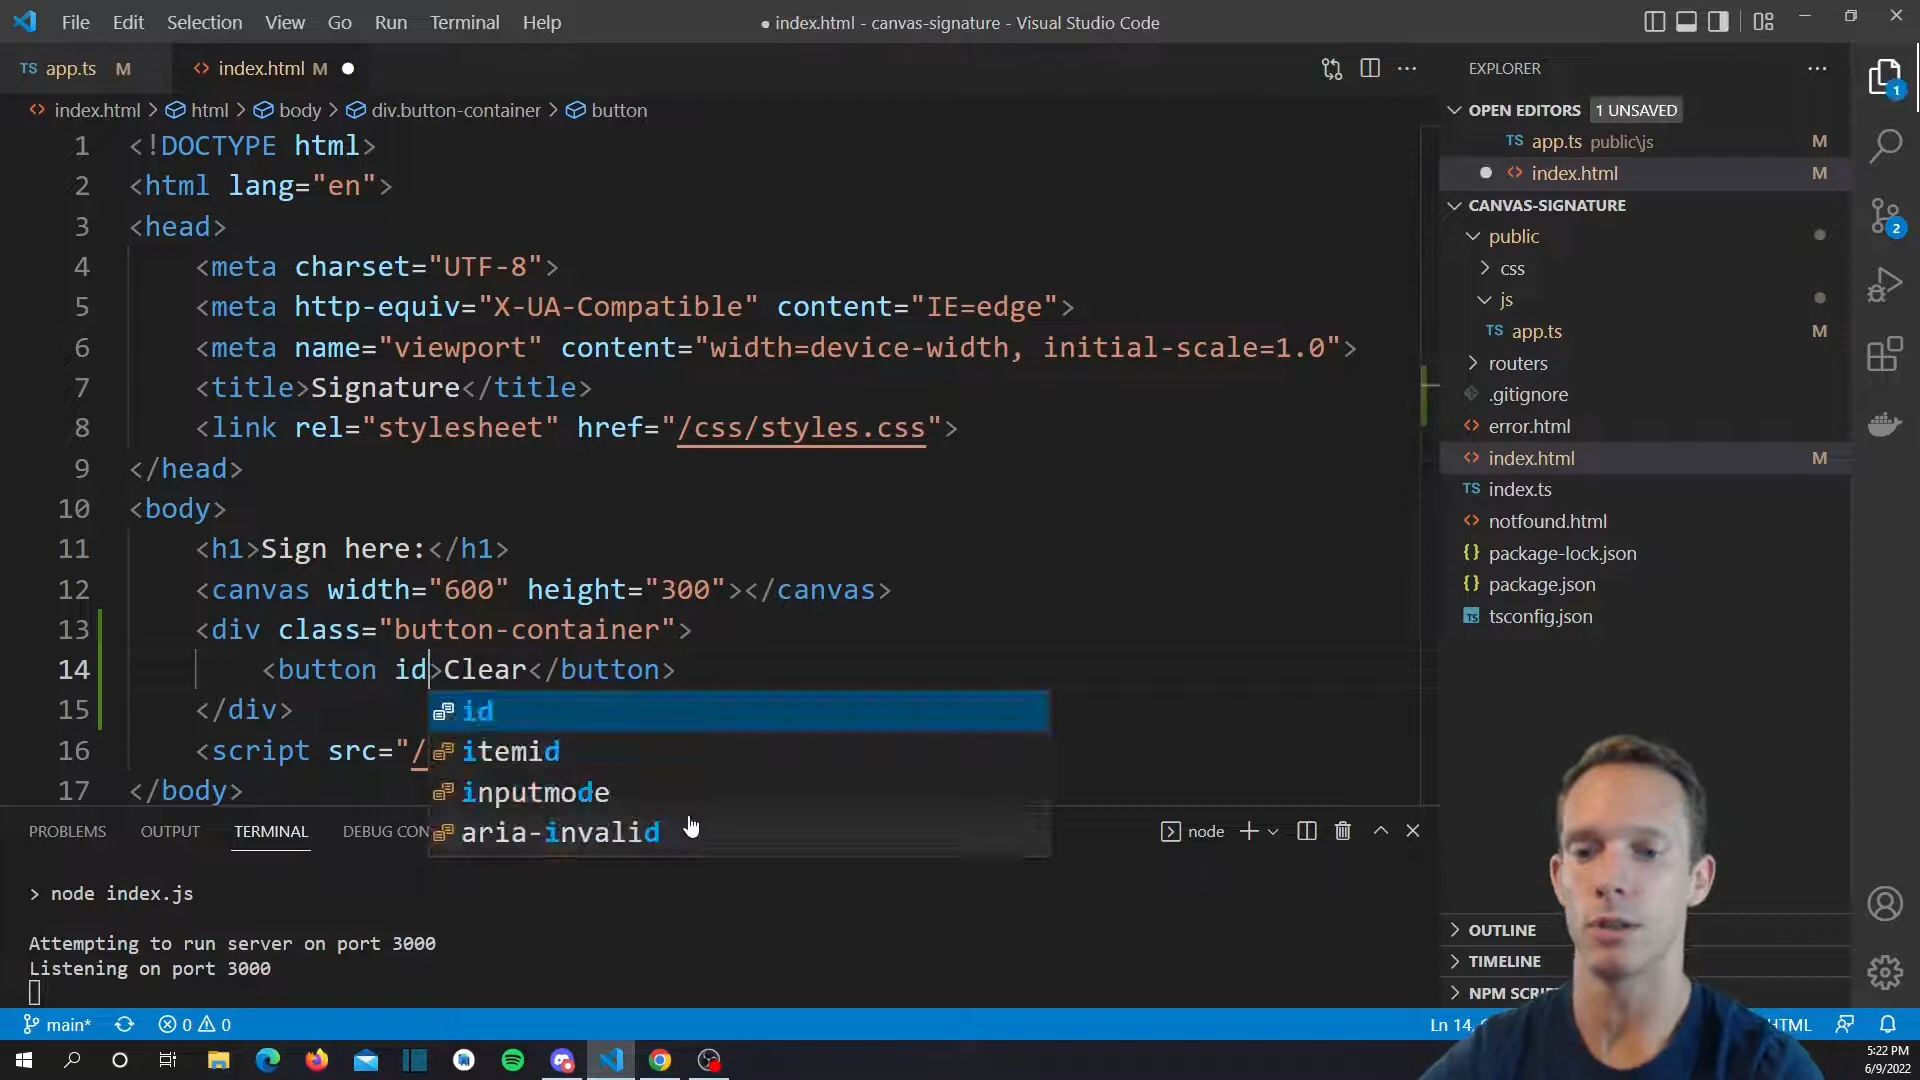 File Edit Selection View Go Run Terminal Help
● index.html - canvas-signature - Visual Studio Code
TS app.ts M
<> index.html M ●
index.html > html > body > div.button-container > button
1 <!DOCTYPE html>
2 <html lang="en">
3 <head>
4 <meta charset="UTF-8">
5 <meta http-equiv="X-UA-Compatible" content="IE=edge">
6 <meta name="viewport" content="width=device-width, initial-scale=1.0">
7 <title>Signature</title>
8 <link rel="stylesheet" href="/css/styles.css">
9 </head>
10 <body>
11 <h1>Sign here:</h1>
12 <canvas width="600" height="300"></canvas>
13 <div class="button-container">
14 <button id>Clear</button>
15 </div>
16 <script src="/
17 </body>
id
itemid
inputmode
aria-invalid
PROBLEMS OUTPUT TERMINAL DEBUG CON
node
> node index.js
Attempting to run server on port 3000
Listening on port 3000
EXPLORER
OPEN EDITORS 1 UNSAVED
TS app.ts public\js M
<> index.html M
CANVAS-SIGNATURE
public
css
js
TS app.ts M
routers
.gitignore
<> error.html
<> index.html M
TS index.ts
<> notfound.html
{} package-lock.json
{} package.json
tsconfig.json
OUTLINE
TIMELINE
NPM SCRI
1
2
main* 0 0
Ln 14,
HTML
5:22 PM
6/9/2022